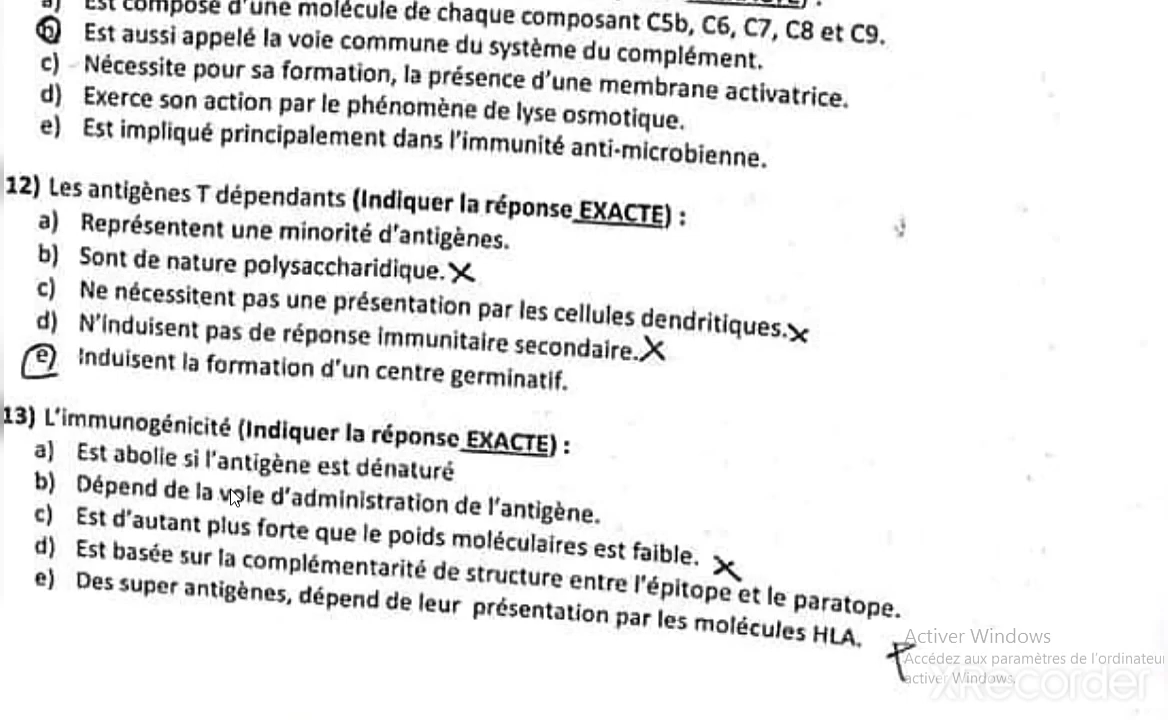 a) Est composé d'une molécule de chaque composant C5b, C6, C7, C8 et C9.
b) Est aussi appelé la voie commune du système du complément.
c) Nécessite pour sa formation, la présence d'une membrane activatrice.
d) Exerce son action par le phénomène de lyse osmotique.
e) Est impliqué principalement dans l'immunité anti-microbienne.
12) Les antigènes T dépendants (Indiquer la réponse EXACTE) :
a) Représentent une minorité d'antigènes.
b) Sont de nature polysaccharidique.
c) Ne nécessitent pas une présentation par les cellules dendritiques.
d) N'induisent pas de réponse immunitaire secondaire.
e) Induisent la formation d'un centre germinatif.
13) L'immunogénicité (Indiquer la réponse EXACTE) :
a) Est abolie si l'antigène est dénaturé
b) Dépend de la voie d'administration de l'antigène.
c) Est d'autant plus forte que le poids moléculaires est faible.
d) Est basée sur la complémentarité de structure entre l'épitope et le paratope.
e) Des super antigènes, dépend de leur présentation par les molécules HLA.
Activer Windows
Accédez aux paramètres de l'ordinateur
activer Windows.
XRecorder